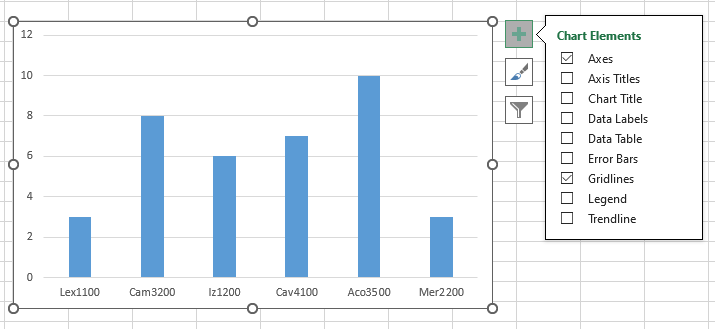 12
10
8
6
4
2
0
Lex1100 Cam3200 Iz1200 Cav4100 Aco3500 Mer2200
Chart Elements
Axes
Axis Titles
Chart Title
Data Labels
Data Table
Error Bars
Gridlines
Legend
Trendline